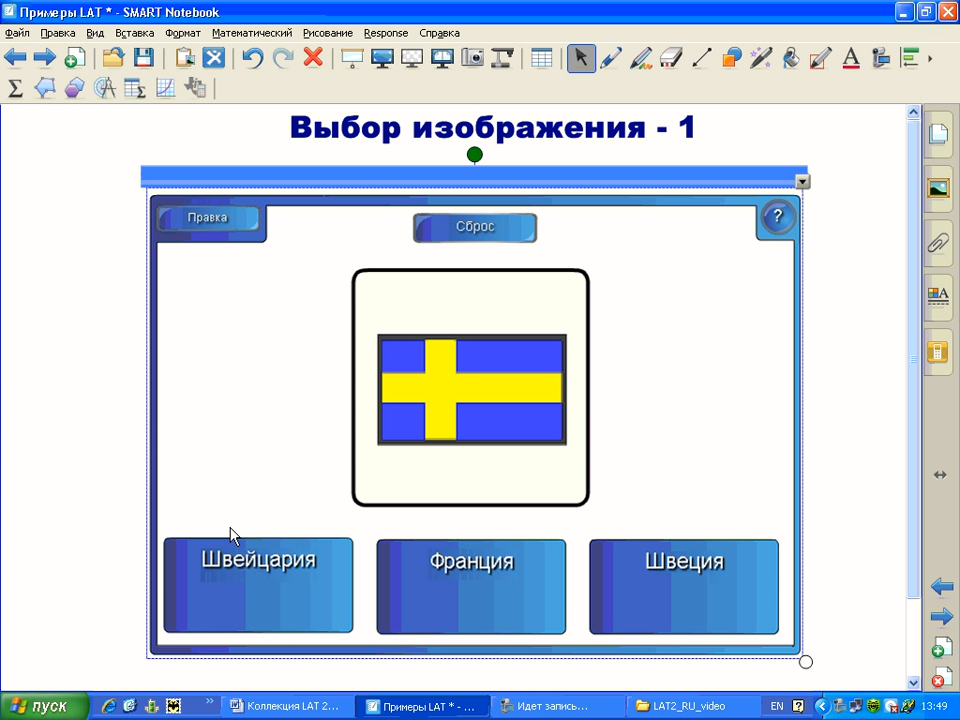 Примеры LAT * - SMART Notebook
Файл Правка Вид Вставка Формат Математический Рисование Response Справка
Выбор изображения - 1
Правка
Сброс
?
Швейцария
Франция
Швеция
пуск
»
Коллекция LAT 2...
Примеры LAT * - ...
Идет запись...
LAT2_RU_video
EN
13:49